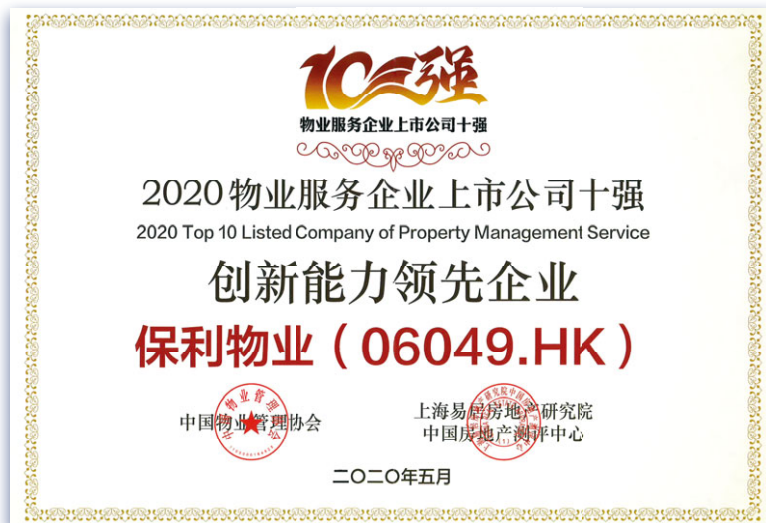 10强
物业服务企业上市公司十强
2020物业服务企业上市公司十强
2020 Top 10 Listed Company of Property Management Service
创新能力领先企业
保利物业（06049.HK）
中国物业管理协会
上海易居房地产研究院
中国房地产测评中心
二〇二〇年五月